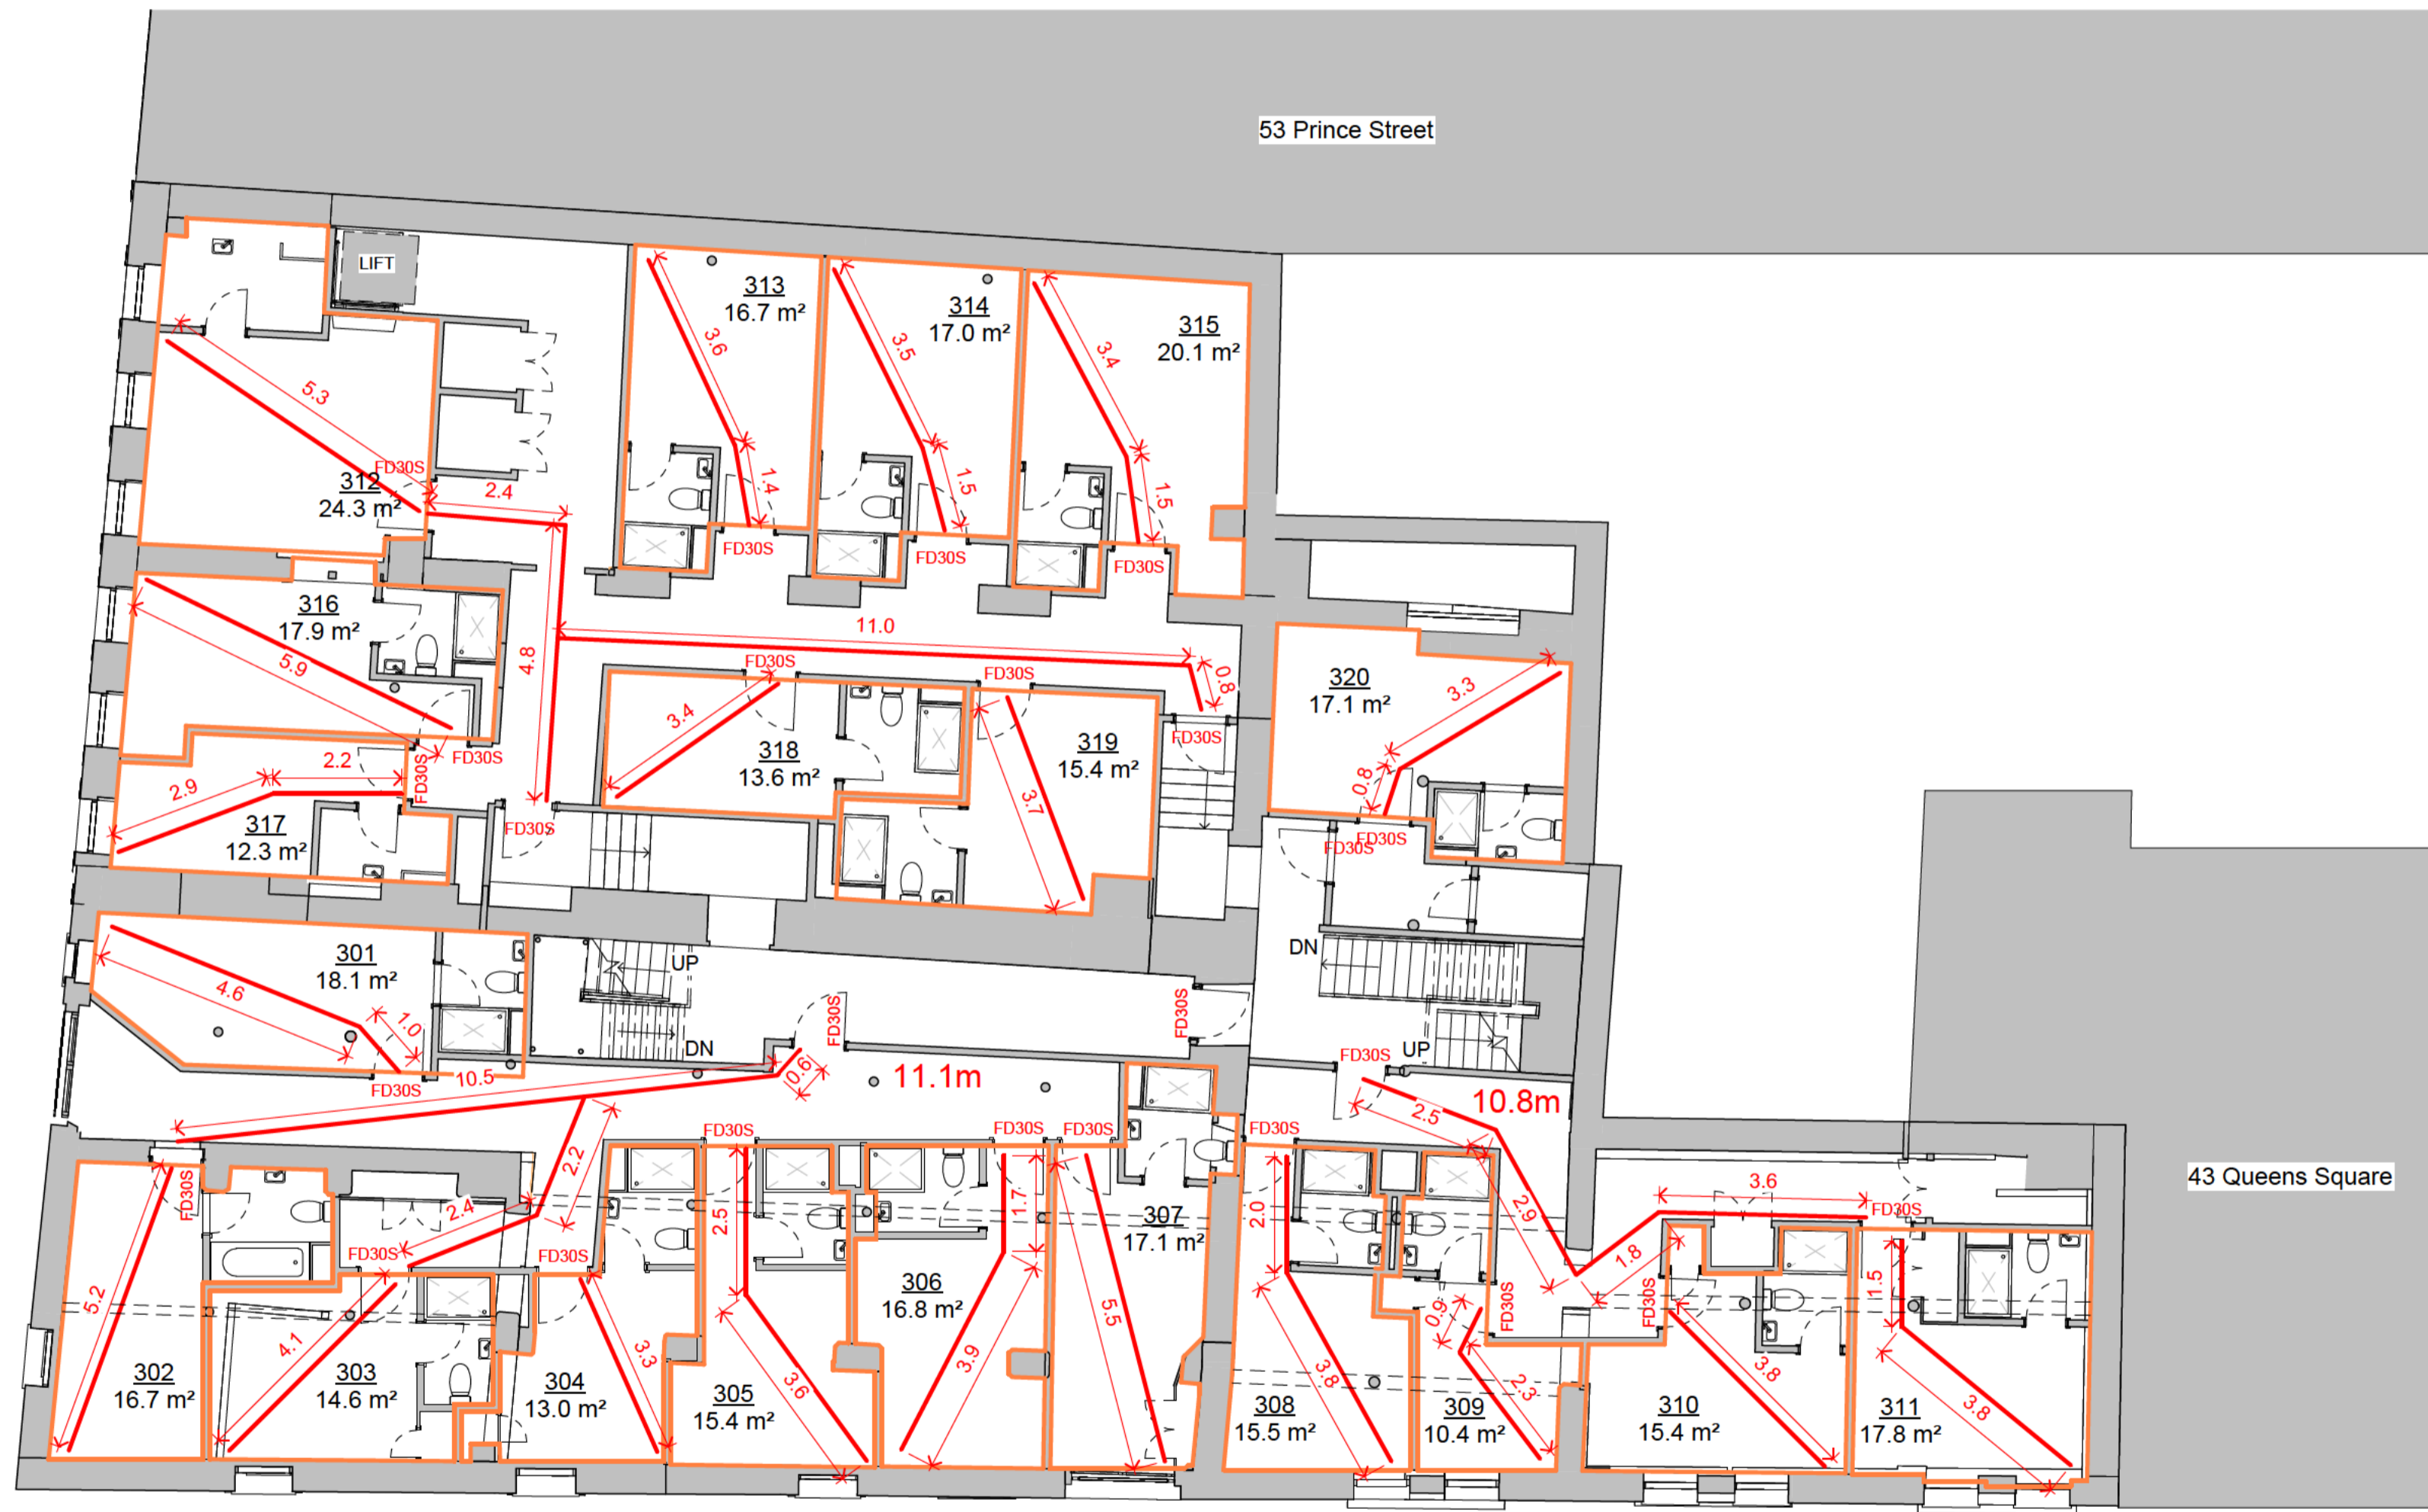 53 Prince Street
LIFT
313
16.7 m²
314
17.0 m²
315
20.1 m²
3.6
3.5
3.4
5.3
FD30S
312
24.3 m²
2.4
1.4
1.5
1.5
FD30S
FD30S
FD30S
316
17.9 m²
5.9
4.8
11.0
0.8
FD30S
FD30S
FD30S
320
17.1 m²
3.3
0.8
FD30S
FD30S
3.4
318
13.6 m²
319
15.4 m²
3.7
FD30S
FD30S
2.2
2.9
317
12.3 m²
FD30S
301
18.1 m²
4.6
1.0
FD30S
10.5
UP
DN
FD30S
0.6
11.1m
FD30S
DN
UP
FD30S
2.5
10.8m
43 Queens Square
FD30S
FD30S
FD30S
FD30S
FD30S
2.2
2.4
FD30S
FD30S
2.5
1.7
307
17.1 m²
2.0
2.9
1.8
3.6
FD30S
5.2
4.1
3.3
306
16.8 m²
5.5
0.9
FD30S
FD30S
1.5
302
16.7 m²
303
14.6 m²
304
13.0 m²
305
15.4 m²
3.6
3.9
3.8
308
15.5 m²
309
10.4 m²
2.3
310
15.4 m²
3.8
311
17.8 m²
3.8